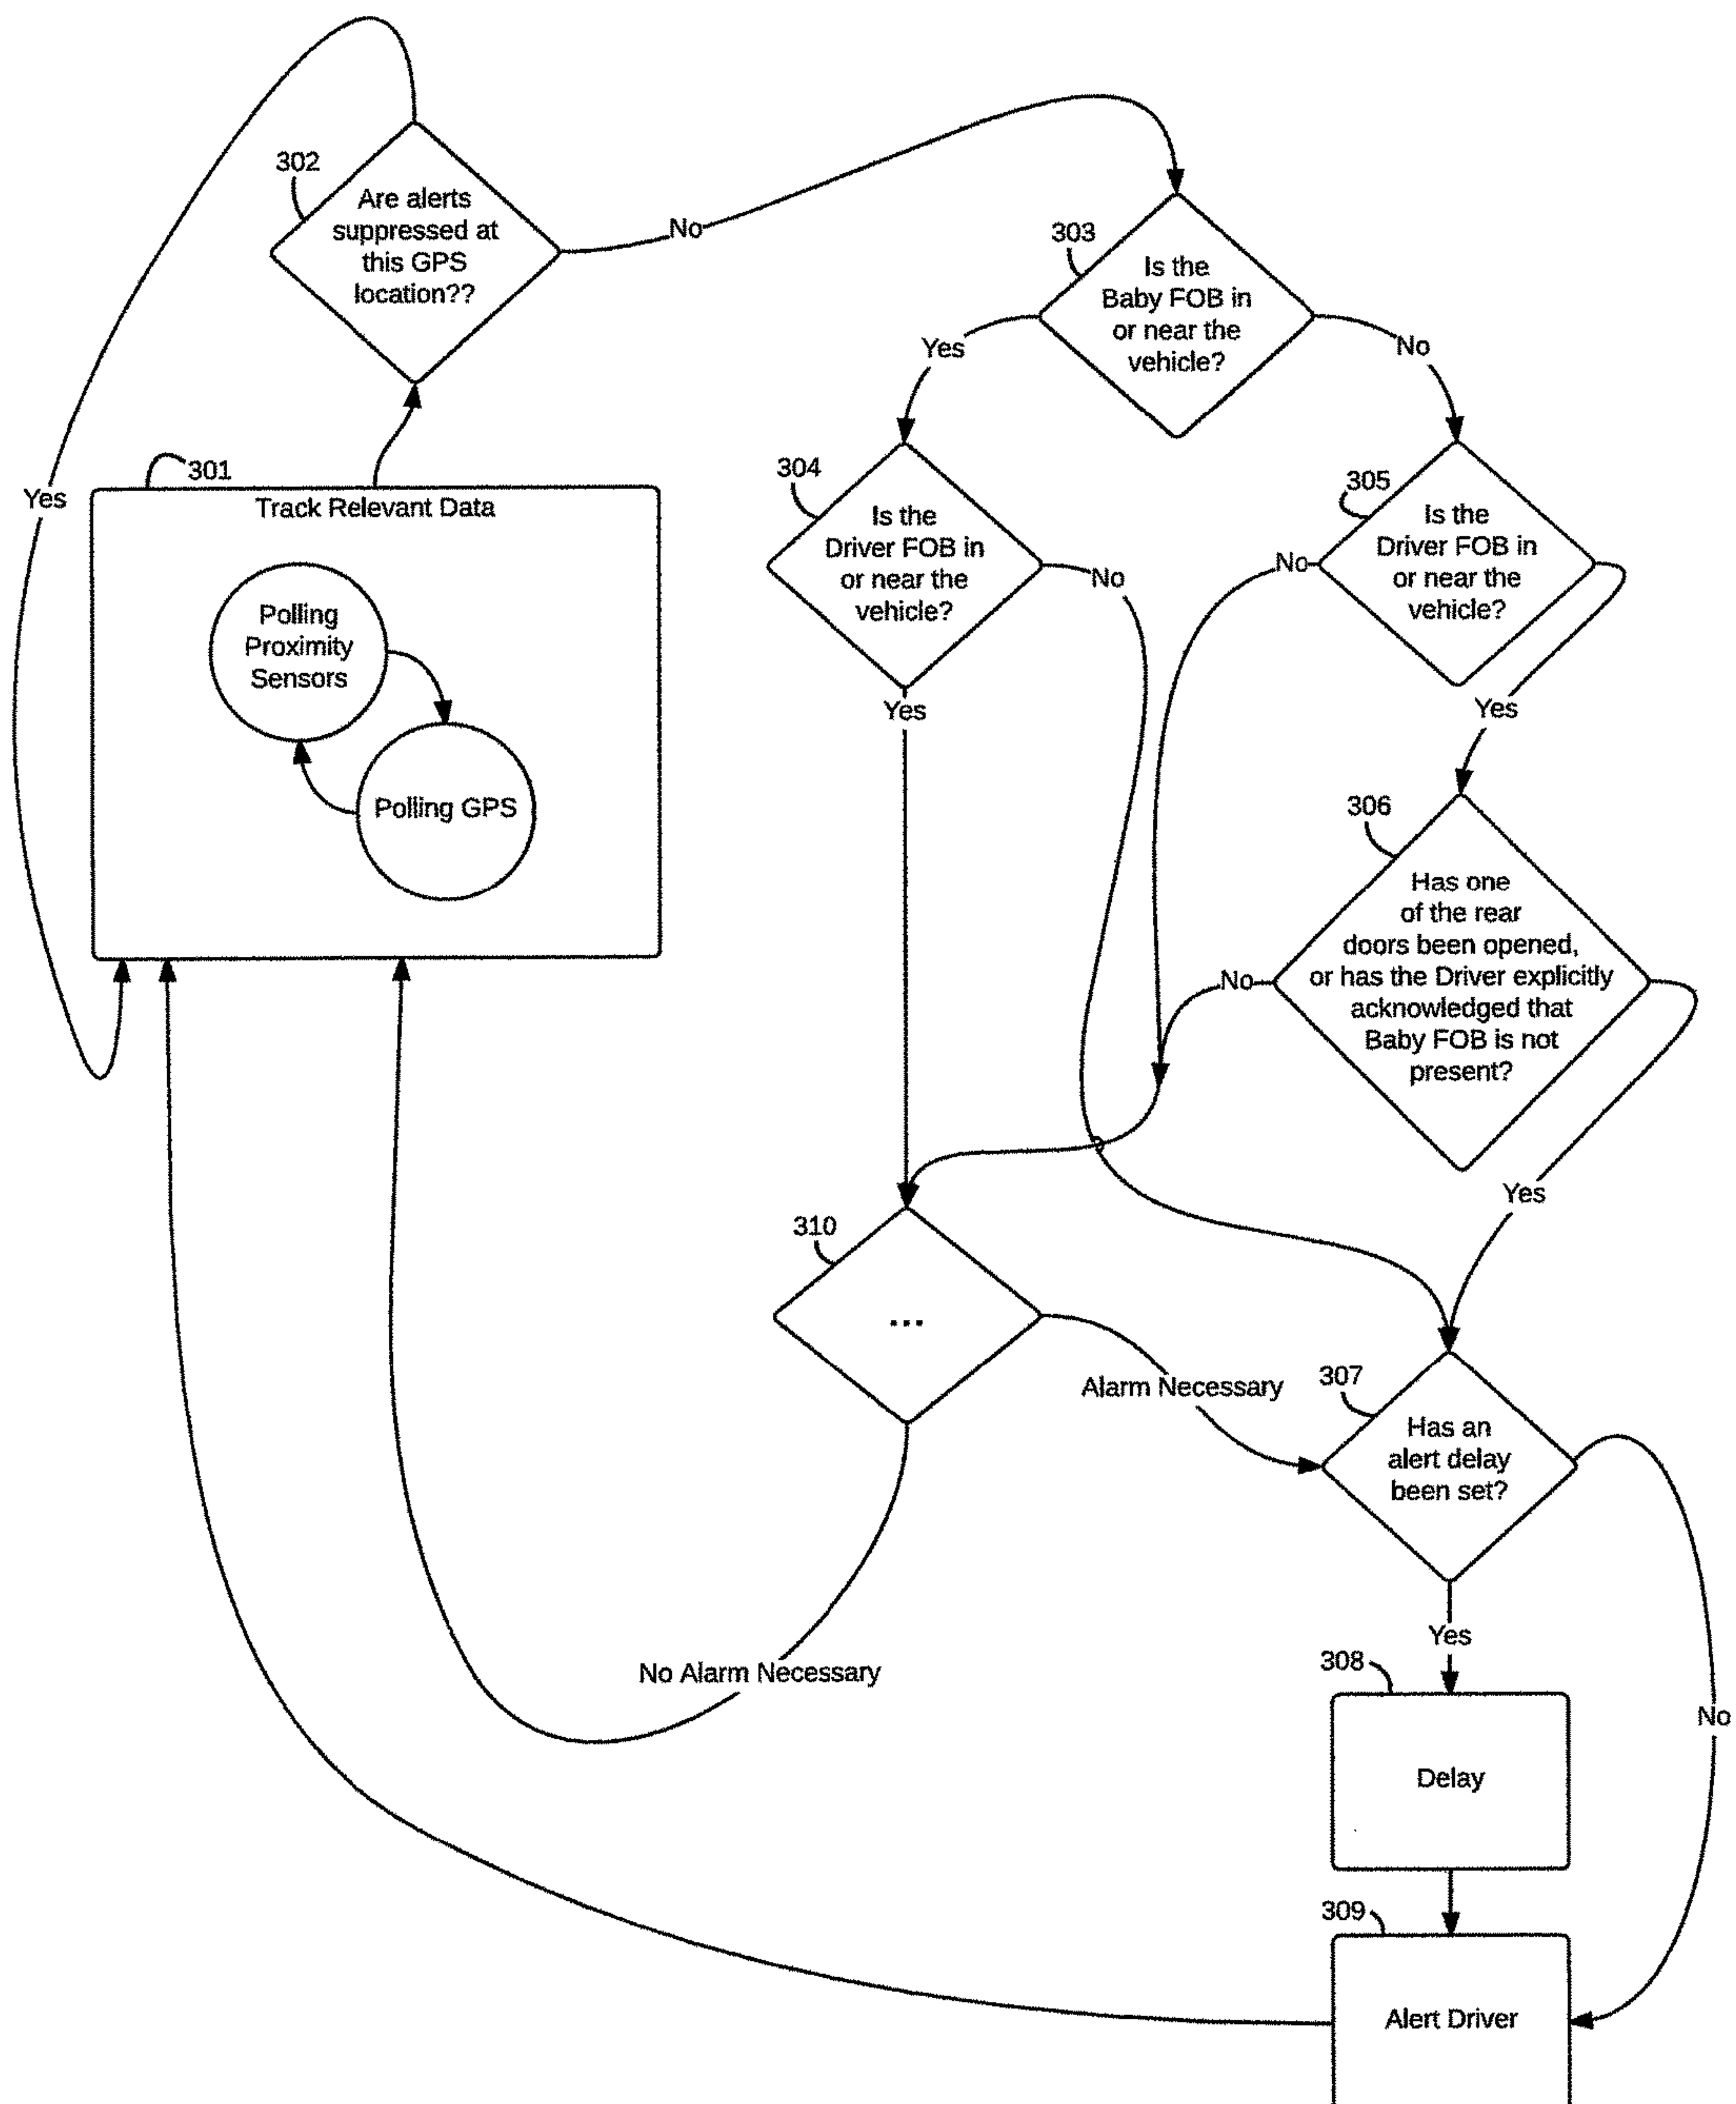 302
Are alerts
suppressed at
this GPS
location??
No
303
Is the
Baby FOB in
or near the
vehicle?
Yes
No
304
Is the
Driver FOB in
or near the
vehicle?
No
Yes
305
Is the
Driver FOB in
or near the
vehicle?
No
Yes
Yes
301
Track Relevant Data
Polling
Proximity
Sensors
Polling GPS
306
Has one
of the rear
doors been opened,
or has the Driver explicitly
acknowledged that
Baby FOB is not
present?
No
Yes
310
...
Alarm Necessary
No Alarm Necessary
307
Has an
alert delay
been set?
Yes
No
308
Delay
309
Alert Driver